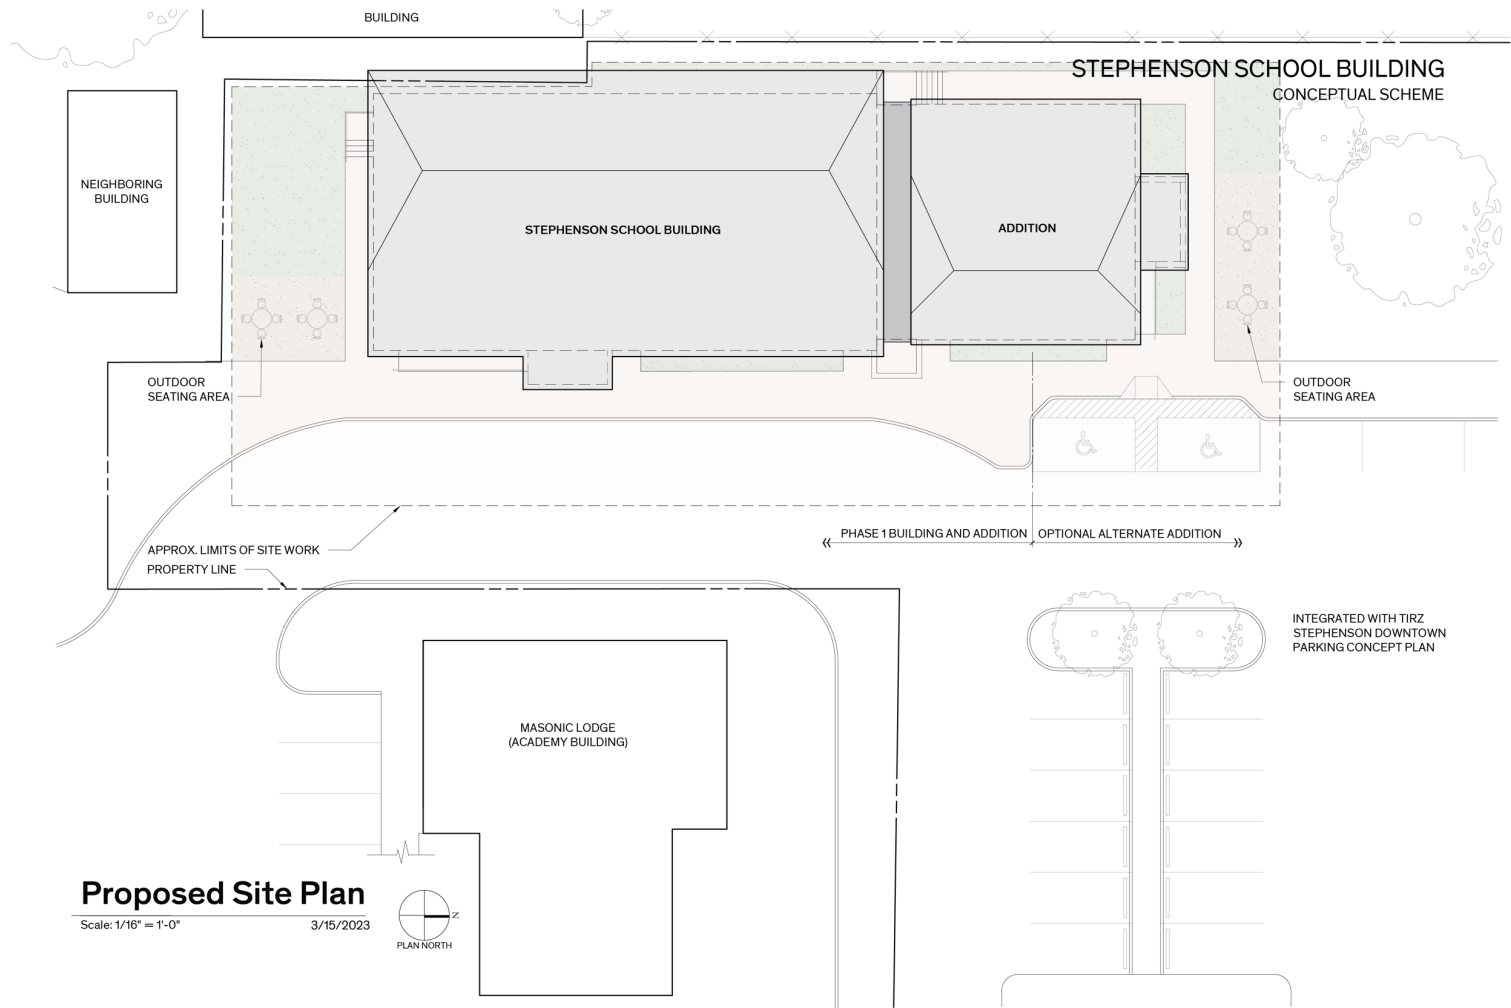 BUILDING
STEPHENSON SCHOOL BUILDING
CONCEPTUAL SCHEME
NEIGHBORING
BUILDING
STEPHENSON SCHOOL BUILDING
ADDITION
OUTDOOR
SEATING AREA
OUTDOOR
SEATING AREA
PHASE 1 BUILDING AND ADDITION
OPTIONAL ALTERNATE ADDITION
APPROX. LIMITS OF SITE WORK
PROPERTY LINE
INTEGRATED WITH TIRZ
STEPHENSON DOWNTOWN
PARKING CONCEPT PLAN
MASONIC LODGE
(ACADEMY BUILDING)
Proposed Site Plan
Scale: 1/16" = 1'-0"
3/15/2023
N
PLAN NORTH